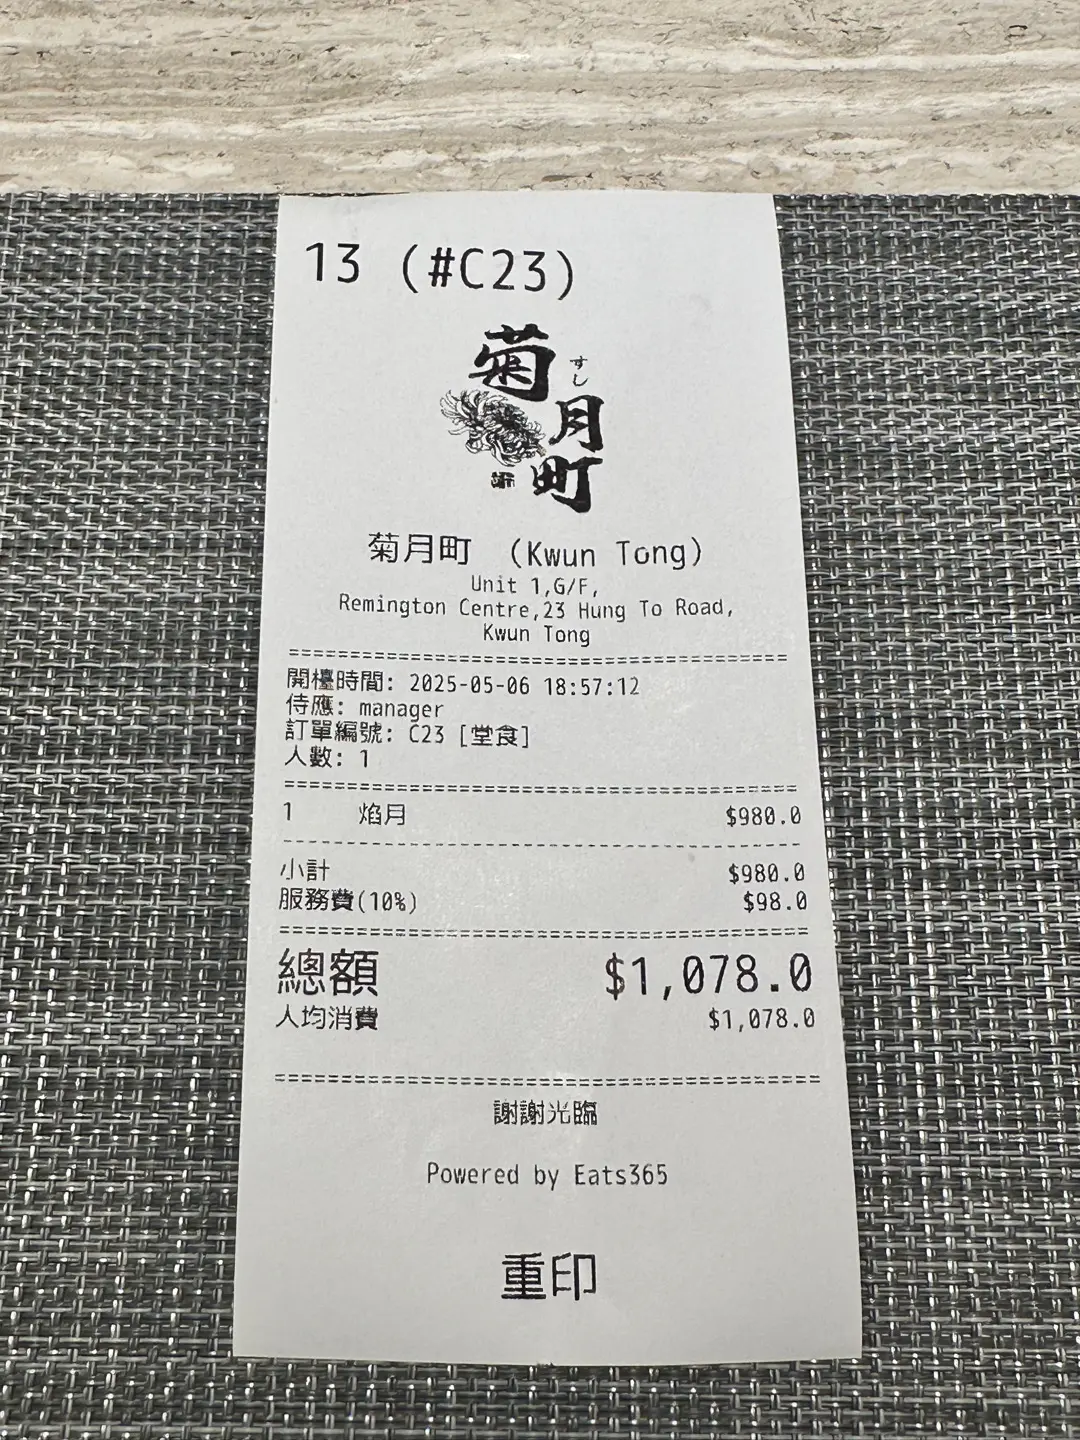 13 (#C23)
菊月町
すし
菊月町 (Kwun Tong)
Unit 1,G/F,
Remington Centre,23 Hung To Road,
Kwun Tong
開檯時間: 2025-05-06 18:57:12
侍應: manager
訂單編號: C23 [堂食]
人數: 1
1 焰月 $980.0
小計 $980.0
服務費(10%) $98.0
總額 $1,078.0
人均消費 $1,078.0
謝謝光臨
Powered by Eats365
重印